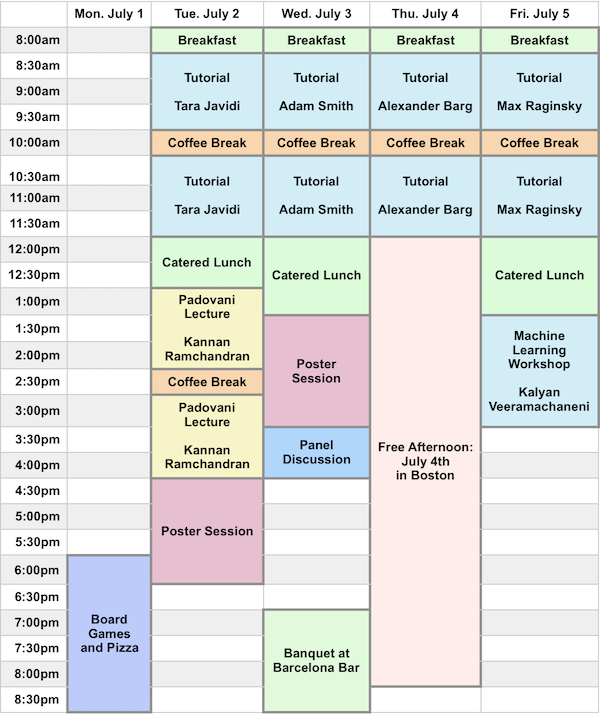 Mon. July 1 Tue. July 2 Wed. July 3 Thu. July 4 Fri. July 5
8:00am Breakfast Breakfast Breakfast Breakfast
8:30am
Tutorial Tutorial Tutorial Tutorial
9:00am
Tara Javidi Adam Smith Alexander Barg Max Raginsky
9:30am
10:00am Coffee Break Coffee Break Coffee Break Coffee Break
10:30am
Tutorial Tutorial Tutorial Tutorial
11:00am
Tara Javidi Adam Smith Alexander Barg Max Raginsky
11:30am
12:00pm
Catered Lunch
12:30pm
Catered Lunch Catered Lunch
1:00pm
Padovani
Lecture
1:30pm
Kannan
Ramchandran
2:00pm
Poster
Session
Machine
Learning
Workshop
Kalyan
Veeramachaneni
2:30pm Coffee Break
3:00pm
Padovani
Lecture
3:30pm
Kannan
Ramchandran
4:00pm
Panel
Discussion
Free Afternoon:
July 4th
in Boston
4:30pm
5:00pm
Poster Session
5:30pm
6:00pm
6:30pm
7:00pm
Board
Games
and Pizza
7:30pm
Banquet at
Barcelona Bar
8:00pm
8:30pm